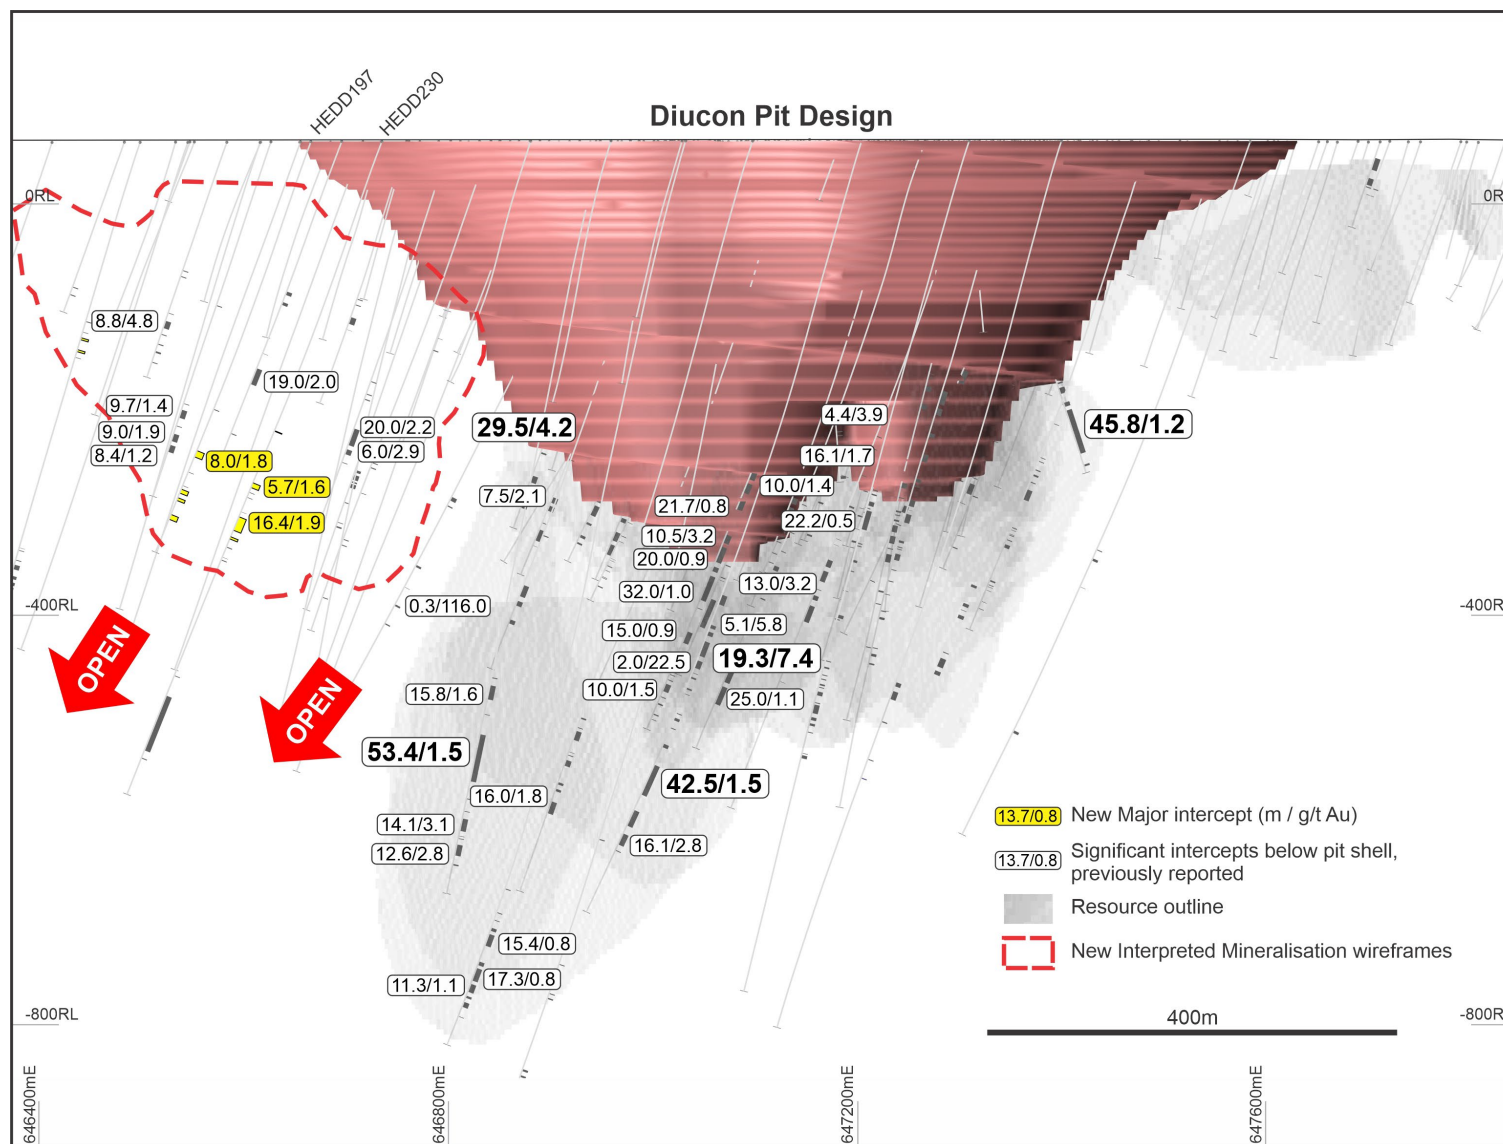 HEDD197
HEDD230
Diucon Pit Design
0RL
0R
8.8/4.8
19.0/2.0
9.7/1.4
9.0/1.9
8.4/1.2
20.0/2.2
6.0/2.9
29.5/4.2
4.4/3.9
45.8/1.2
16.1/1.7
8.0/1.8
5.7/1.6
16.4/1.9
7.5/2.1
10.0/1.4
21.7/0.8
22.2/0.5
10.5/3.2
20.0/0.9
13.0/3.2
32.0/1.0
-400RL
-400R
0.3/116.0
15.0/0.9
5.1/5.8
2.0/22.5
19.3/7.4
10.0/1.5
25.0/1.1
15.8/1.6
OPEN
OPEN
53.4/1.5
42.5/1.5
16.0/1.8
14.1/3.1
12.6/2.8
16.1/2.8
15.4/0.8
17.3/0.8
11.3/1.1
13.7/0.8 New Major intercept (m / g/t Au)
13.7/0.8 Significant intercepts below pit shell,
previously reported
Resource outline
New Interpreted Mineralisation wireframes
-800RL
-800R
400m
646400mE
646800mE
647200mE
647600mE